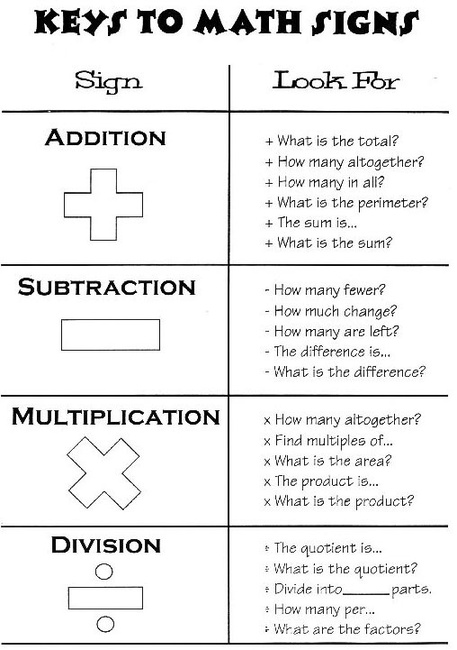 KEYS TO MATH SIGNS
Sign
Look For
ADDITION
+ What is the total?
+ How many altogether?
+ How many in all?
+ What is the perimeter?
+ The sum is...
+ What is the sum?
SUBTRACTION
- How many fewer?
- How much change?
- How many are left?
- The difference is...
- What is the difference?
MULTIPLICATION
x How many altogether?
x Find multiples of...
x What is the area?
x The product is...
x What is the product?
DIVISION
÷ The quotient is...
÷ What is the quotient?
÷ Divide into______ parts.
÷ How many per...
÷ What are the factors?